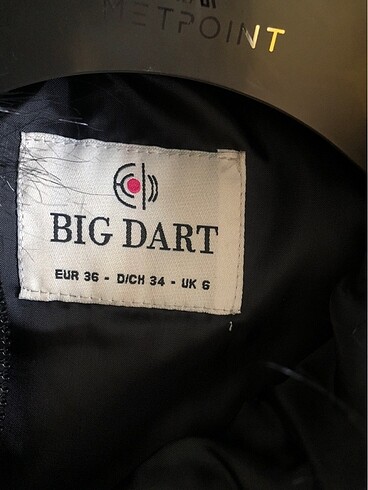 METPOINT
BIG DART
EUR 36 - D/CH 34 - UK 6